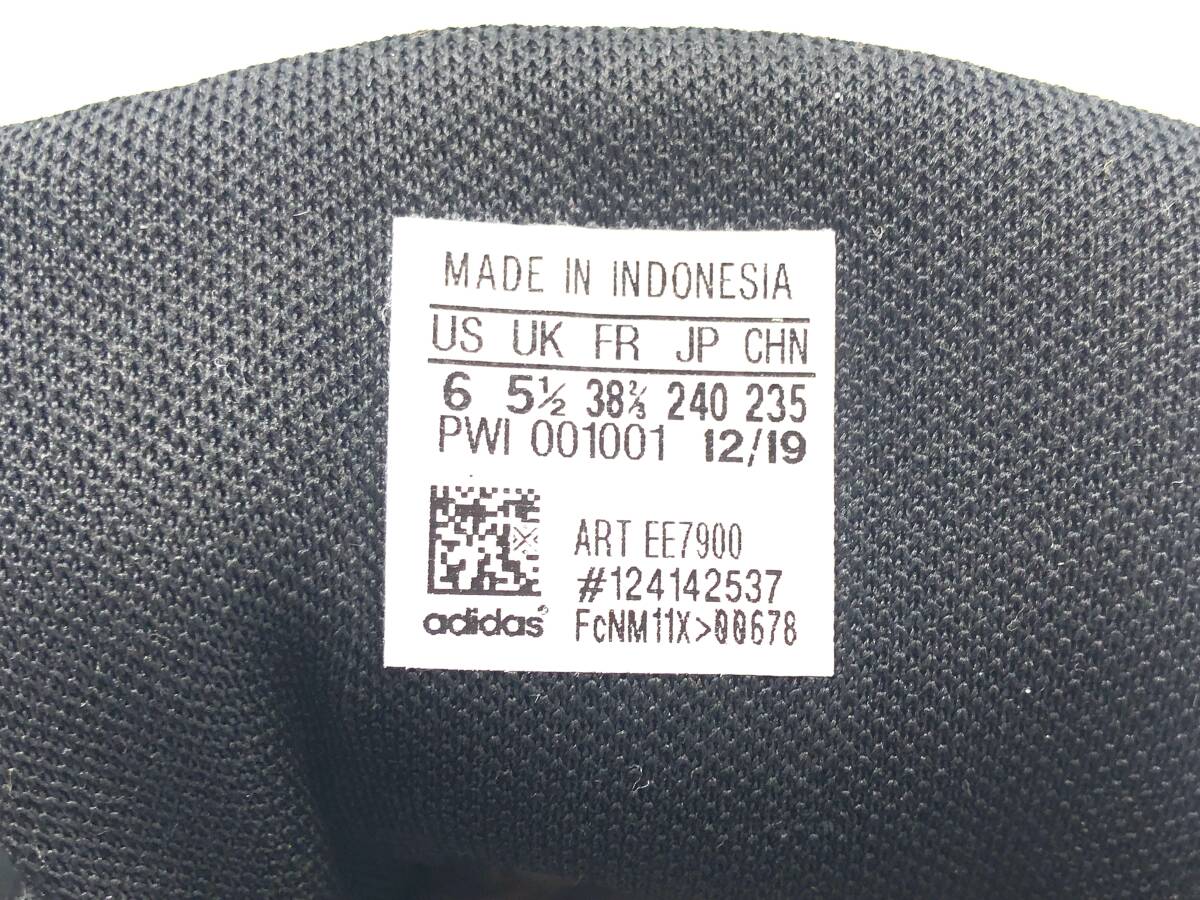 MADE IN INDONESIA
US UK FR JP CHN
6 5½ 38⅔ 240 235
PWI 001001 12/19
ART EE7900
#124142537
adidas® FcNM11X>00678